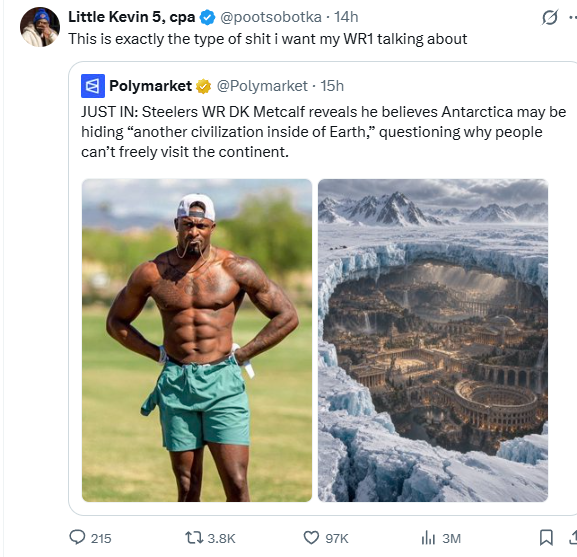 Little Kevin 5, cpa @pootsobotka · 14h
This is exactly the type of shit i want my WR1 talking about
Polymarket @Polymarket · 15h
JUST IN: Steelers WR DK Metcalf reveals he believes Antarctica may be
hiding “another civilization inside of Earth,” questioning why people
can’t freely visit the continent.
215 3.8K 97K 3M